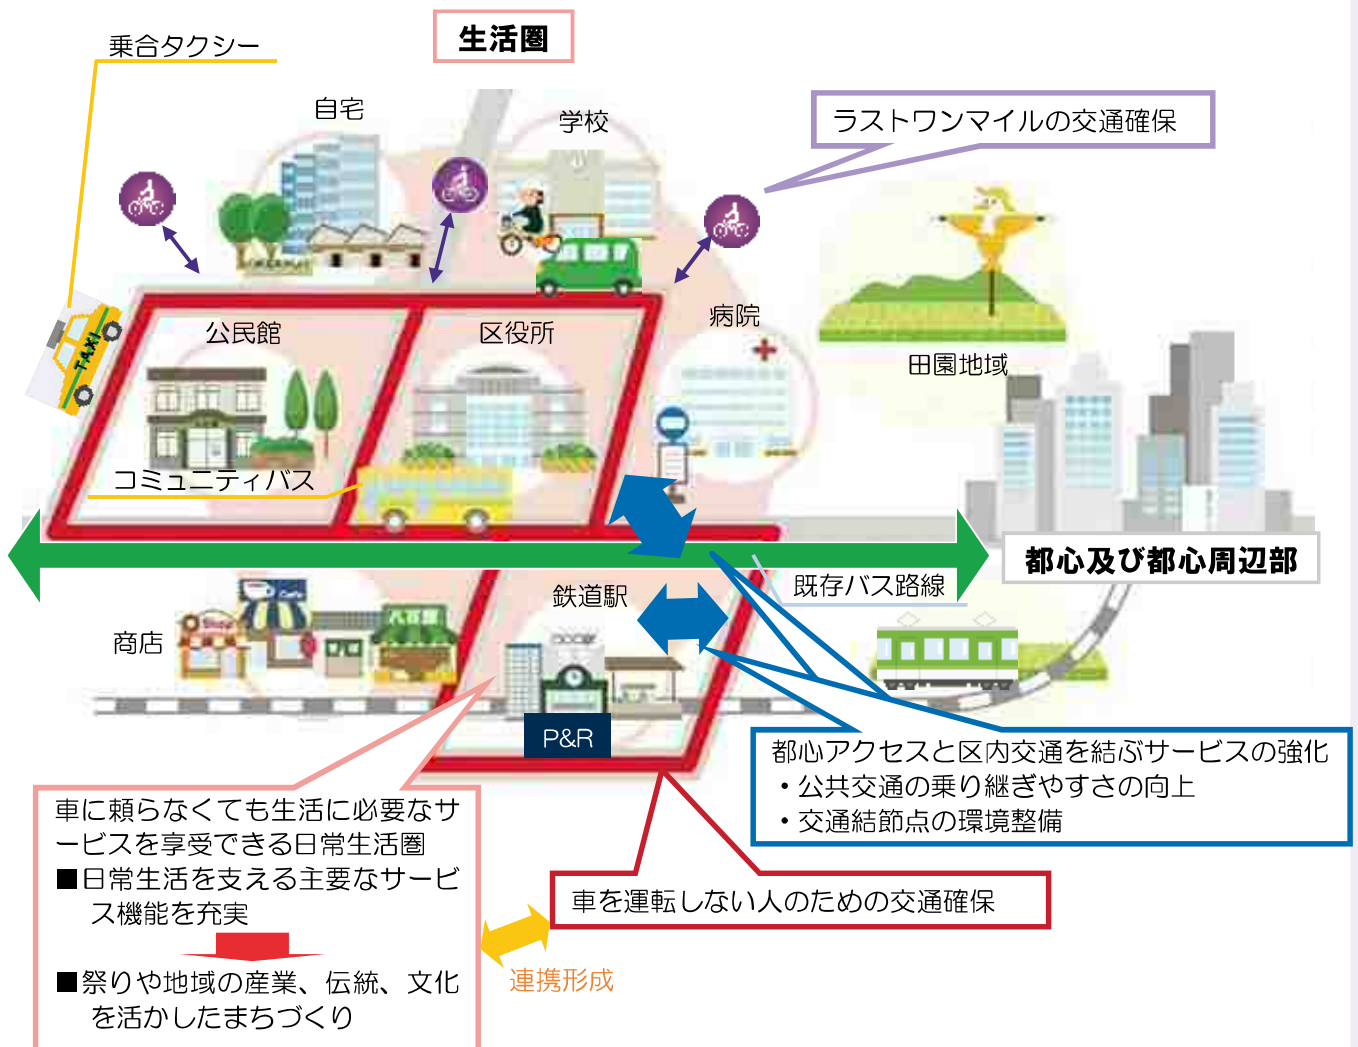 生活圏
乗合タクシー
自宅
学校
ラストワンマイルの交通確保
公民館
区役所
病院
TAXI
田園地域
コミュニティバス
都心及び都心周辺部
既存バス路線
鉄道駅
商店
Shop
Cafe
八百屋
P&R
都心アクセスと区内交通を結ぶサービスの強化
・公共交通の乗り継ぎやすさの向上
・交通結節点の環境整備
車に頼らなくても生活に必要なサ
ービスを享受できる日常生活圏
■日常生活を支える主要なサービ
ス機能を充実
■祭りや地域の産業、伝統、文化
を活かしたまちづくり
車を運転しない人のための交通確保
連携形成